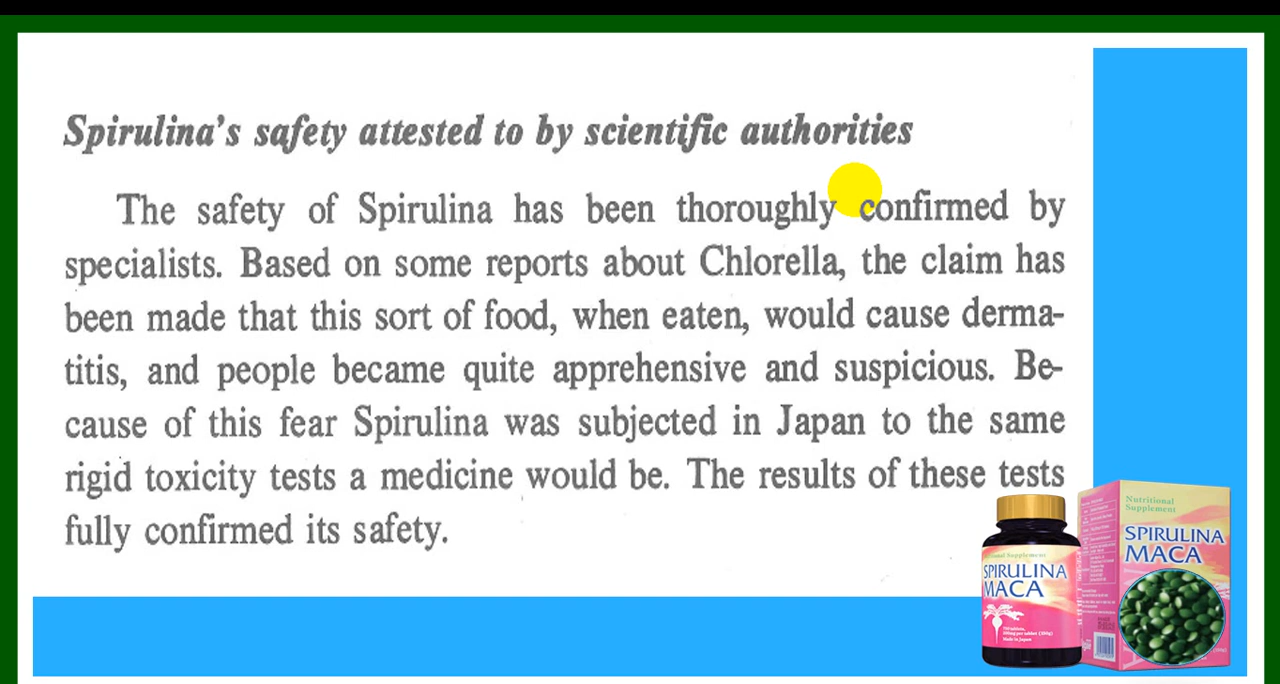 Spirulina's safety attested to by scientific authorities
The safety of Spirulina has been thoroughly confirmed by
specialists. Based on some reports about Chlorella, the claim has
been made that this sort of food, when eaten, would cause derma-
titis, and people became quite apprehensive and suspicious. Be-
cause of this fear Spirulina was subjected in Japan to the same
rigid toxicity tests a medicine would be. The results of these tests
fully confirmed its safety.
Nutritional
Supplement
SPIRULINA
MACA
Supplement
SPIRULINA
MACA
Made in Japan